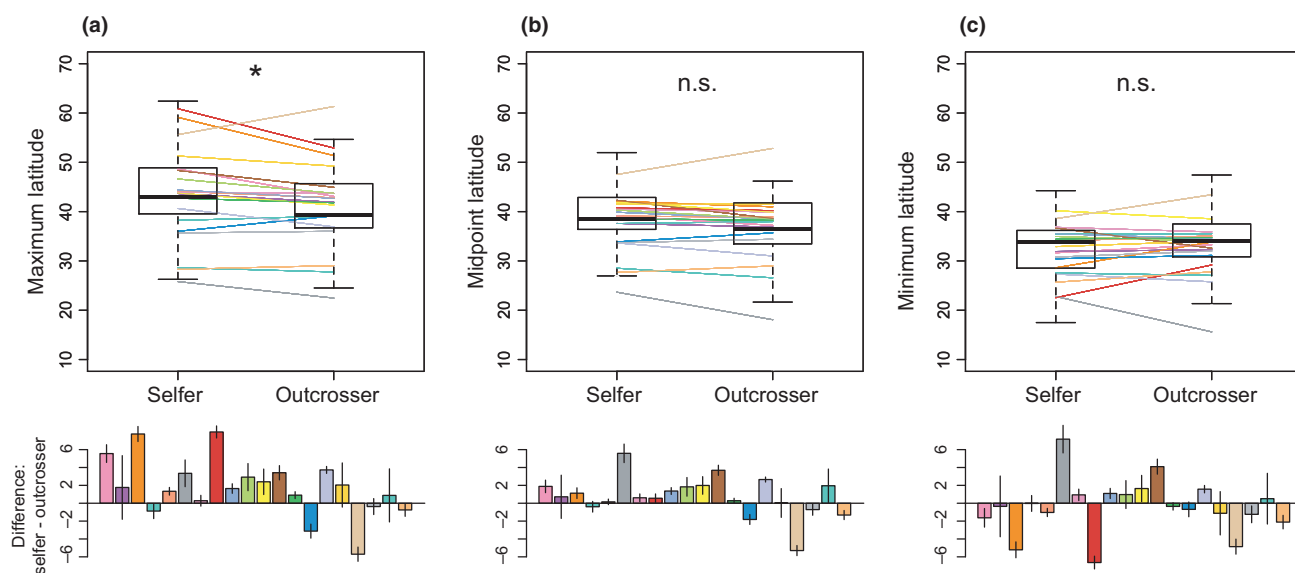 (a)
(b)
(c)
70
60
50
40
30
20
10
Maximum latitude
*
Selfer
Outcrosser
70
60
50
40
30
20
10
Midpoint latitude
n.s.
Selfer
Outcrosser
70
60
50
40
30
20
10
Minimum latitude
n.s.
Selfer
Outcrosser
Difference:
selfer - outcrosser
6
2
-2
-6
6
2
-2
-6
6
2
-2
-6